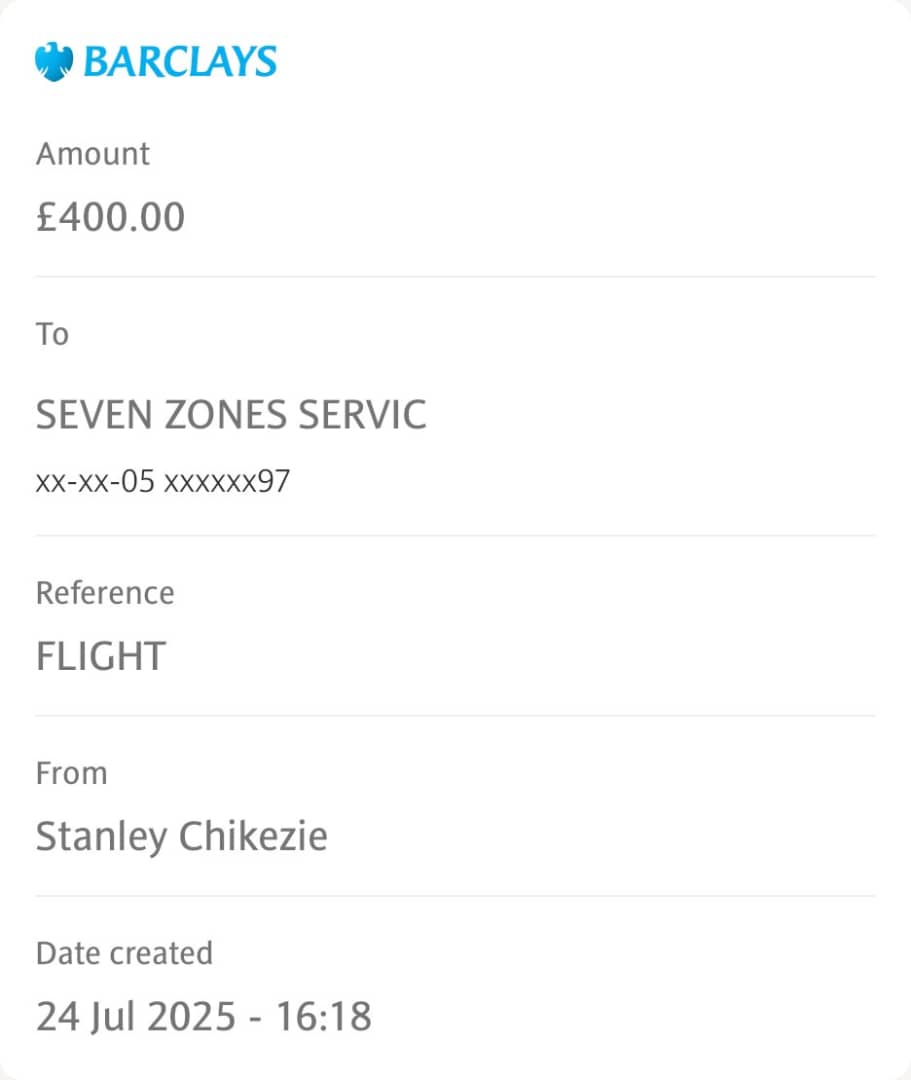 BARCLAYS
Amount
£400.00
To
SEVEN ZONES SERVIC
xx-xx-05 xxxxxx97
Reference
FLIGHT
From
Stanley Chikezie
Date created
24 Jul 2025 - 16:18